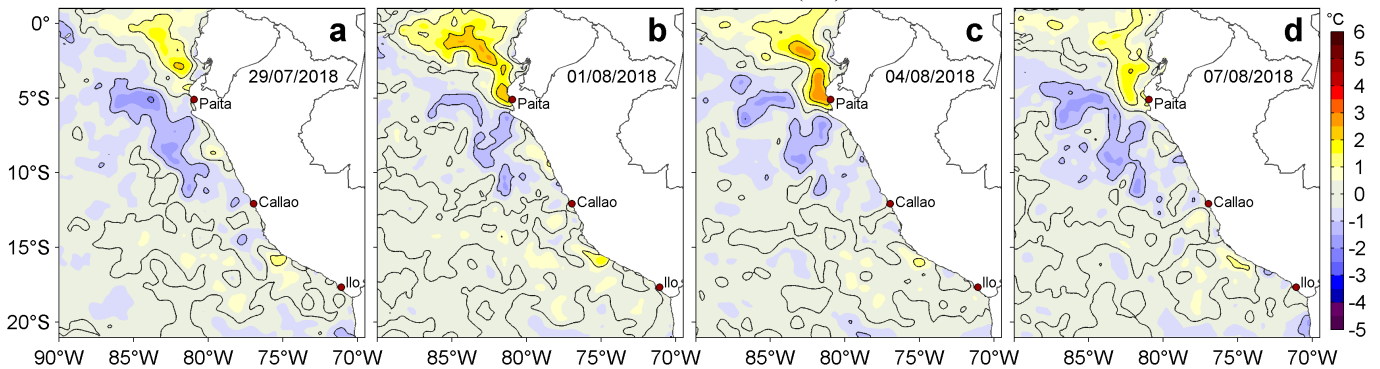 a
b
c
d
°C
29/07/2018
01/08/2018
04/08/2018
07/08/2018
Paita
Paita
Paita
Paita
Callao
Callao
Callao
Callao
Ilo
Ilo
Ilo
Ilo
0°
5°S
10°S
15°S
20°S
90°W 85°W 80°W 75°W 70°W
85°W 80°W 75°W 70°W
85°W 80°W 75°W 70°W
85°W 80°W 75°W 70°W
6
5
4
3
2
1
0
-1
-2
-3
-4
-5